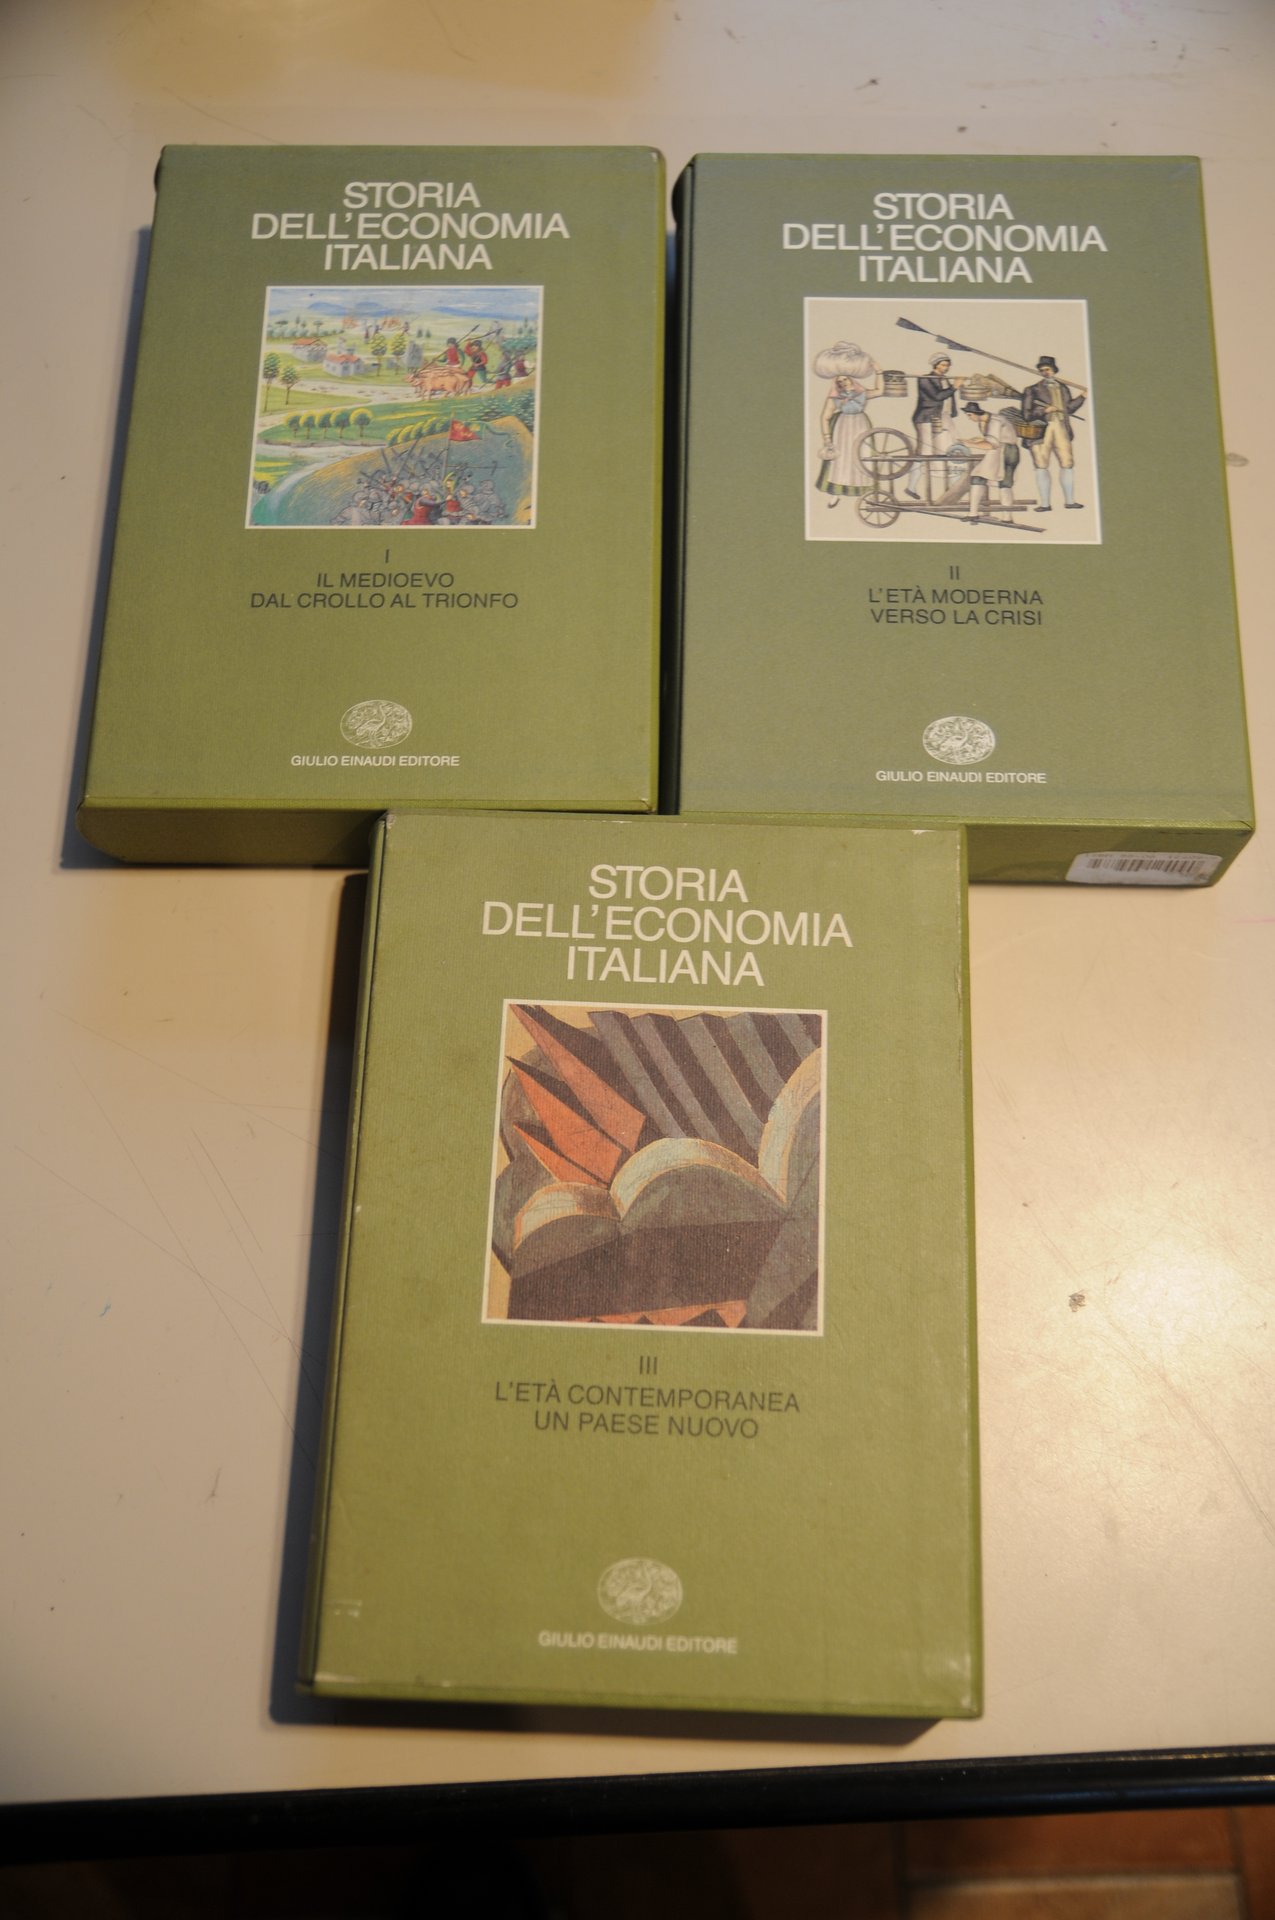 STORIA
DELL'ECONOMIA
ITALIANA
I
IL MEDIOEVO
DAL CROLLO AL TRIONFO
GIULIO EINAUDI EDITORE
STORIA
DELL'ECONOMIA
ITALIANA
II
L'ETÀ MODERNA
VERSO LA CRISI
GIULIO EINAUDI EDITORE
STORIA
DELL'ECONOMIA
ITALIANA
III
L'ETÀ CONTEMPORANEA
UN PAESE NUOVO
GIULIO EINAUDI EDITORE